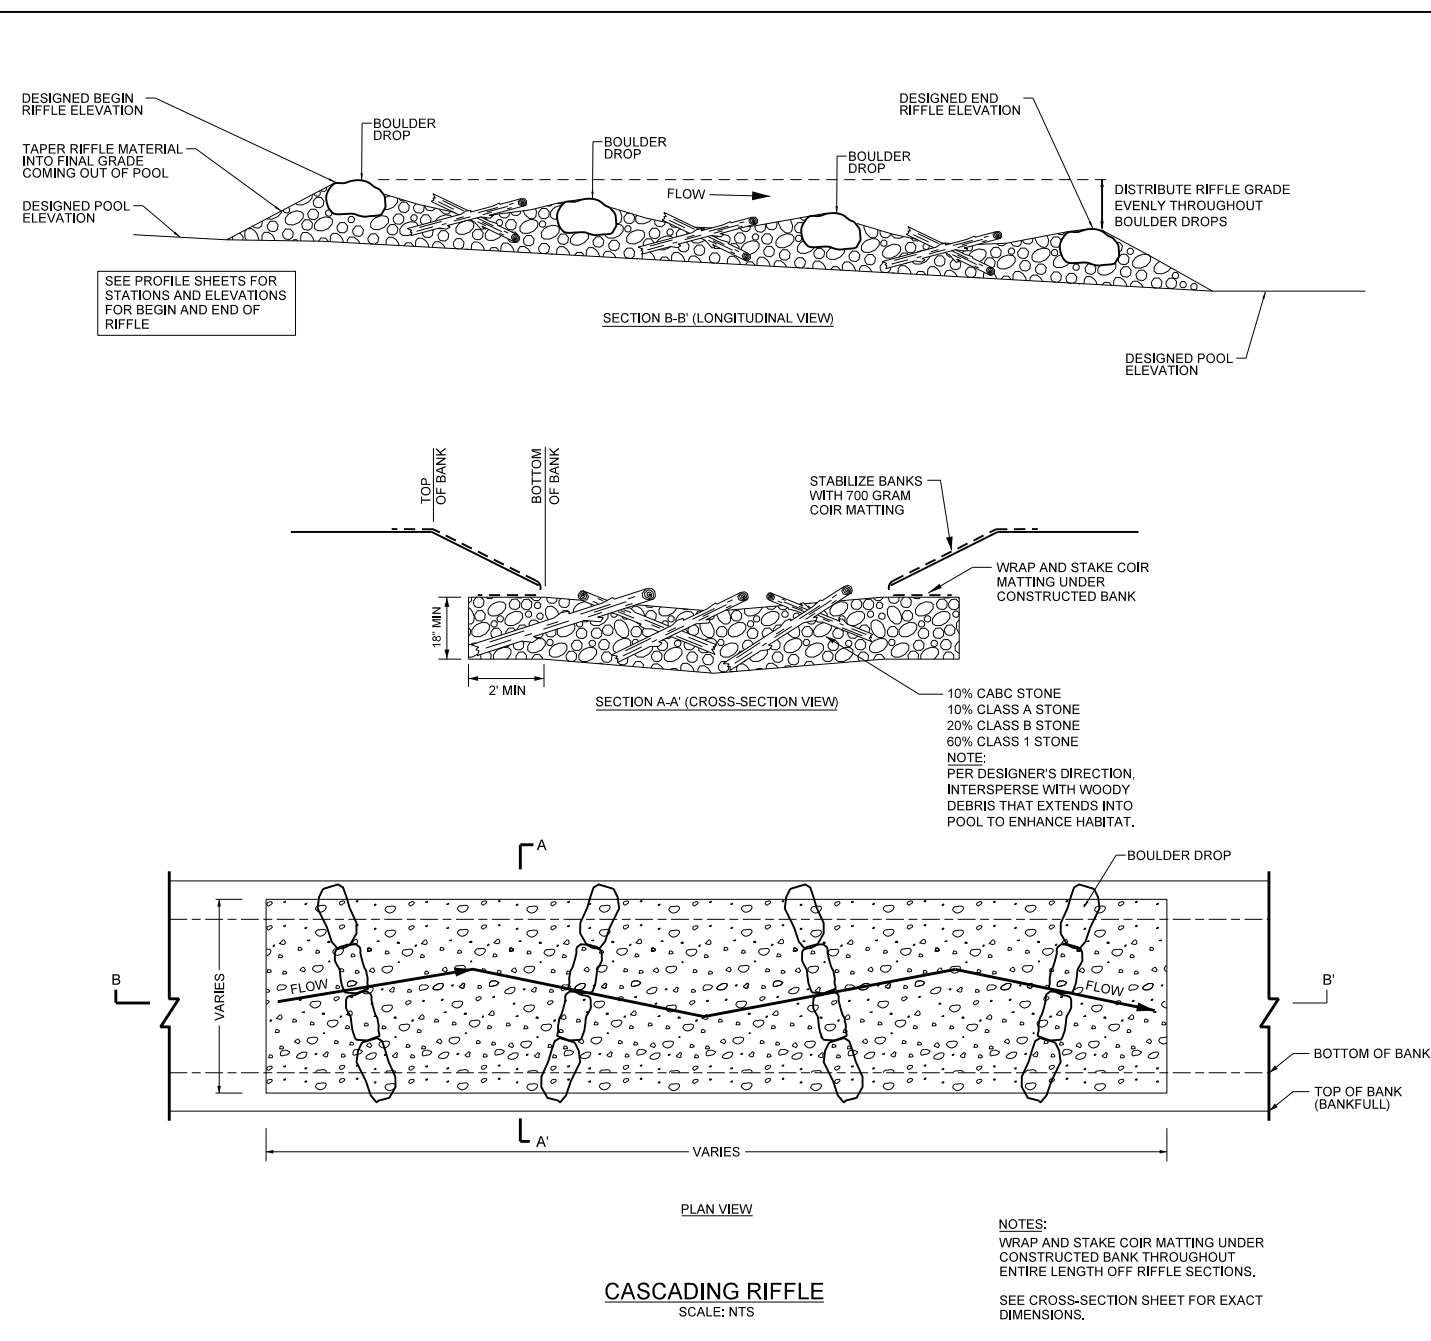 DESIGNED BEGIN
RIFFLE ELEVATION
TAPER RIFFLE MATERIAL
INTO FINAL GRADE
COMING OUT OF POOL
DESIGNED POOL
ELEVATION
SEE PROFILE SHEETS FOR
STATIONS AND ELEVATIONS
FOR BEGIN AND END OF
RIFFLE
BOULDER
DROP
BOULDER
DROP
FLOW
BOULDER
DROP
DESIGNED END
RIFFLE ELEVATION
DISTRIBUTE RIFFLE GRADE
EVENLY THROUGHOUT
BOULDER DROPS
SECTION B-B' (LONGITUDINAL VIEW)
DESIGNED POOL
ELEVATION
TOP
OF BANK
BOTTOM
OF BANK
STABILIZE BANKS
WITH 700 GRAM
COIR MATTING
WRAP AND STAKE COIR
MATTING UNDER
CONSTRUCTED BANK
18" MIN
2' MIN
SECTION A-A' (CROSS-SECTION VIEW)
10% CABC STONE
10% CLASS A STONE
20% CLASS B STONE
60% CLASS 1 STONE
NOTE:
PER DESIGNER'S DIRECTION,
INTERSPERSE WITH WOODY
DEBRIS THAT EXTENDS INTO
POOL TO ENHANCE HABITAT.
A
BOULDER DROP
B
VARIES
FLOW
FLOW
B'
BOTTOM OF BANK
TOP OF BANK
(BANKFULL)
A'
VARIES
PLAN VIEW
NOTES:
WRAP AND STAKE COIR MATTING UNDER
CONSTRUCTED BANK THROUGHOUT
ENTIRE LENGTH OFF RIFFLE SECTIONS.
SEE CROSS-SECTION SHEET FOR EXACT
DIMENSIONS.
CASCADING RIFFLE
SCALE: NTS